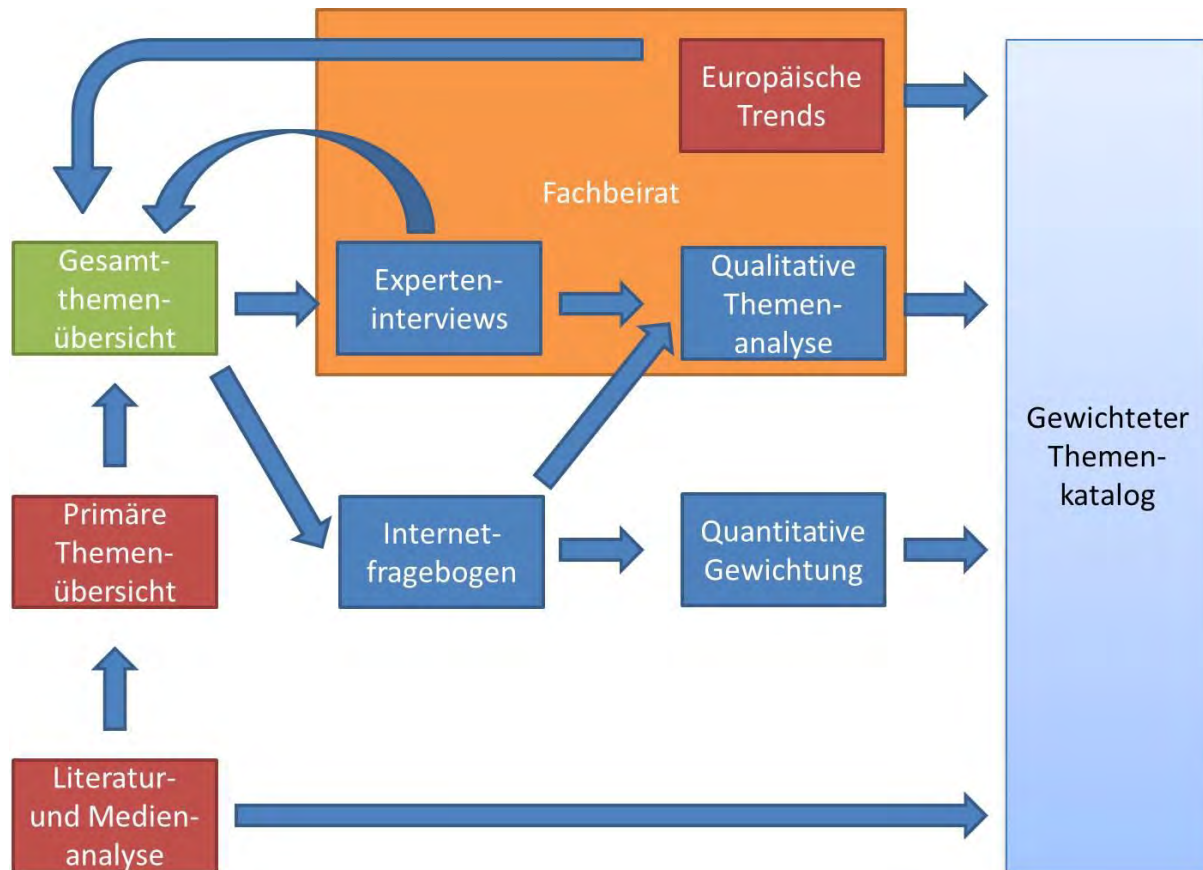 Europäische
Trends
Fachbeirat
Gesamt-
themen-
übersicht
Experten-
interviews
Qualitative
Themen-
analyse
Gewichteter
Themen-
katalog
Primäre
Themen-
übersicht
Internet-
fragebogen
Quantitative
Gewichtung
Literatur-
und Medien-
analyse